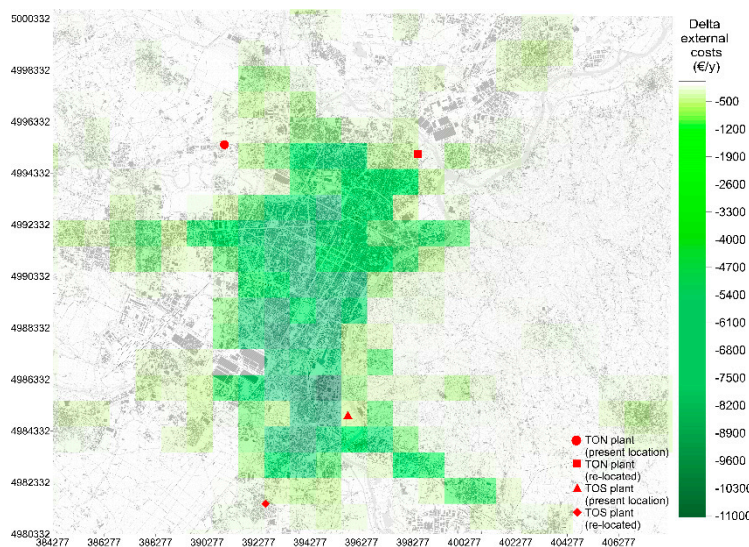 Delta
external
costs
(€/y)
5000332
4998332
4996332
4994332
4992332
4990332
4988332
4986332
4984332
4982332
4980332
384277 386277 388277 390277 392277 394277 396277 398277 400277 402277 404277 406277
-500
-1200
-1900
-2600
-3300
-4000
-4700
-5400
-6100
-6800
-7500
-8200
-8900
-9600
-10300
-11000
TON plant
(present location)
TON plant
(re-located)
TOS plant
(present location)
TOS plant
(re-located)